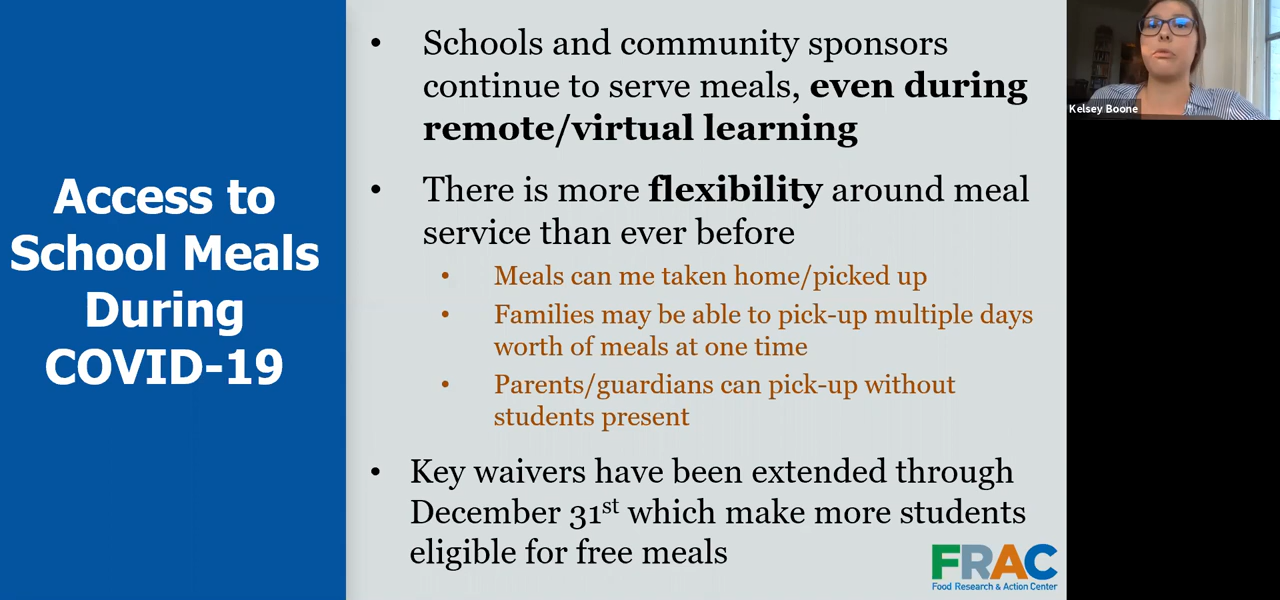 Access to
School Meals
During
COVID-19
• Schools and community sponsors
continue to serve meals, even during
remote/virtual learning
• There is more flexibility around meal
service than ever before
• Meals can me taken home/picked up
• Families may be able to pick-up multiple days
worth of meals at one time
• Parents/guardians can pick-up without
students present
• Key waivers have been extended through
December 31st which make more students
eligible for free meals
FRAC
Food Research & Action Center
Kelsey Boone